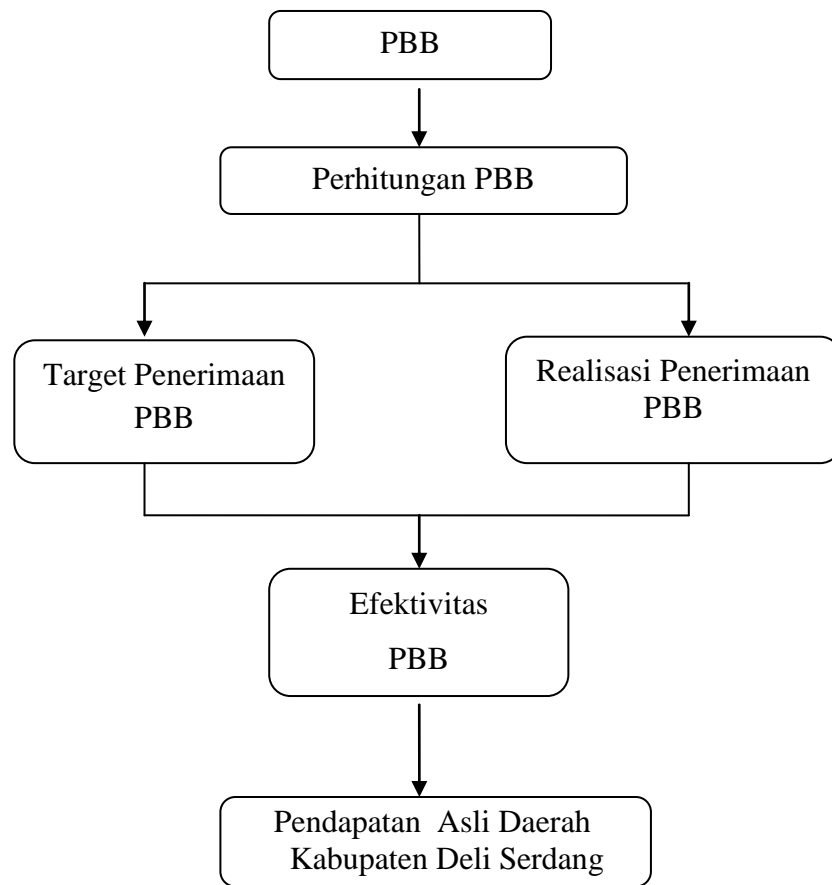 PBB
Perhitungan PBB
Target Penerimaan
PBB
Realisasi Penerimaan
PBB
Efektivitas
PBB
Pendapatan Asli Daerah
Kabupaten Deli Serdang